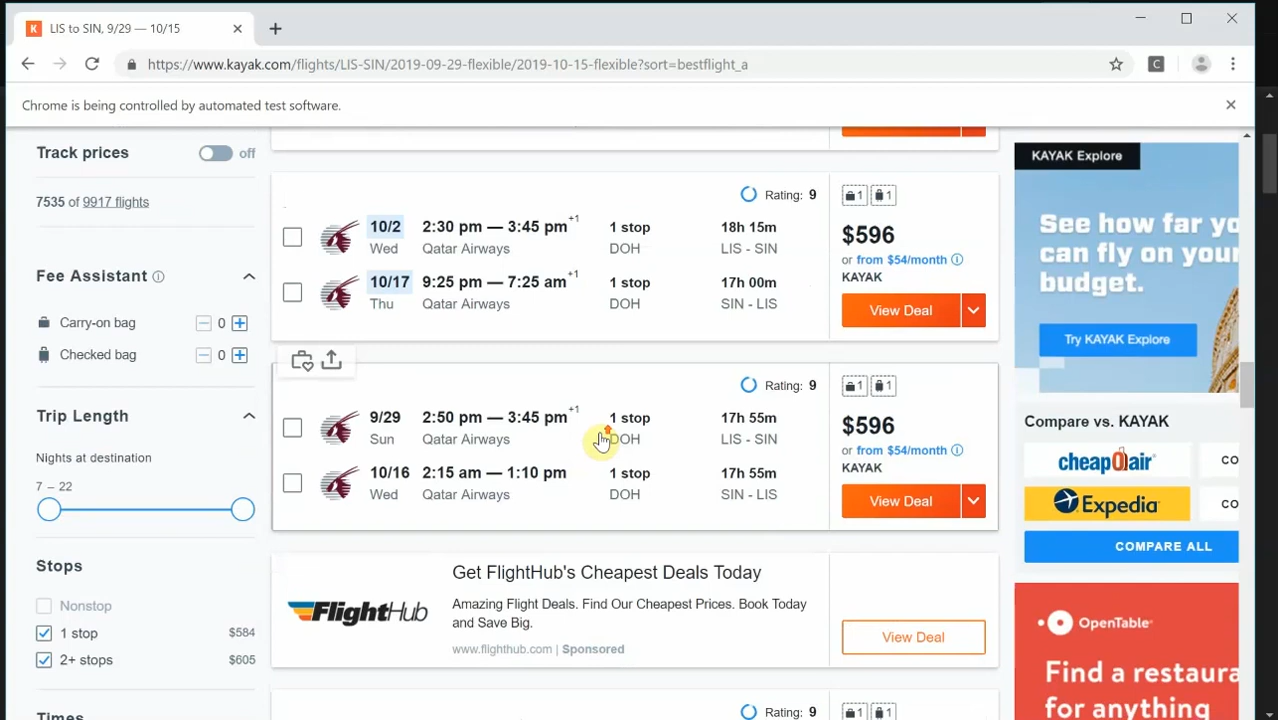 LIS to SIN, 9/29 — 10/15
https://www.kayak.com/flights/LIS-SIN/2019-09-29-flexible/2019-10-15-flexible?sort=bestflight_a
Chrome is being controlled by automated test software.
Track prices off
7535 of 9917 flights
Fee Assistant
Carry-on bag 0
Checked bag 0
Trip Length
Nights at destination
7 – 22
Stops
Nonstop
1 stop $584
2+ stops $605
Times
Rating: 9
10/2 2:30 pm — 3:45 pm +1 1 stop 18h 15m
Wed Qatar Airways DOH LIS - SIN
10/17 9:25 pm — 7:25 am +1 1 stop 17h 00m
Thu Qatar Airways DOH SIN - LIS
1 1
$596
or from $54/month
KAYAK
View Deal
Rating: 9
9/29 2:50 pm — 3:45 pm +1 1 stop 17h 55m
Sun Qatar Airways DOH LIS - SIN
10/16 2:15 am — 1:10 pm 1 stop 17h 55m
Wed Qatar Airways DOH SIN - LIS
1 1
$596
or from $54/month
KAYAK
View Deal
FlightHub
Get FlightHub's Cheapest Deals Today
Amazing Flight Deals. Find Our Cheapest Prices. Book Today
and Save Big.
www.flighthub.com | Sponsored
View Deal
Rating: 9
1 1
KAYAK Explore
See how far yo
can fly on your
budget.
Try KAYAK Explore
Compare vs. KAYAK
cheapOair CO
Expedia CO
COMPARE ALL
OpenTable
Find a restaura
for anything